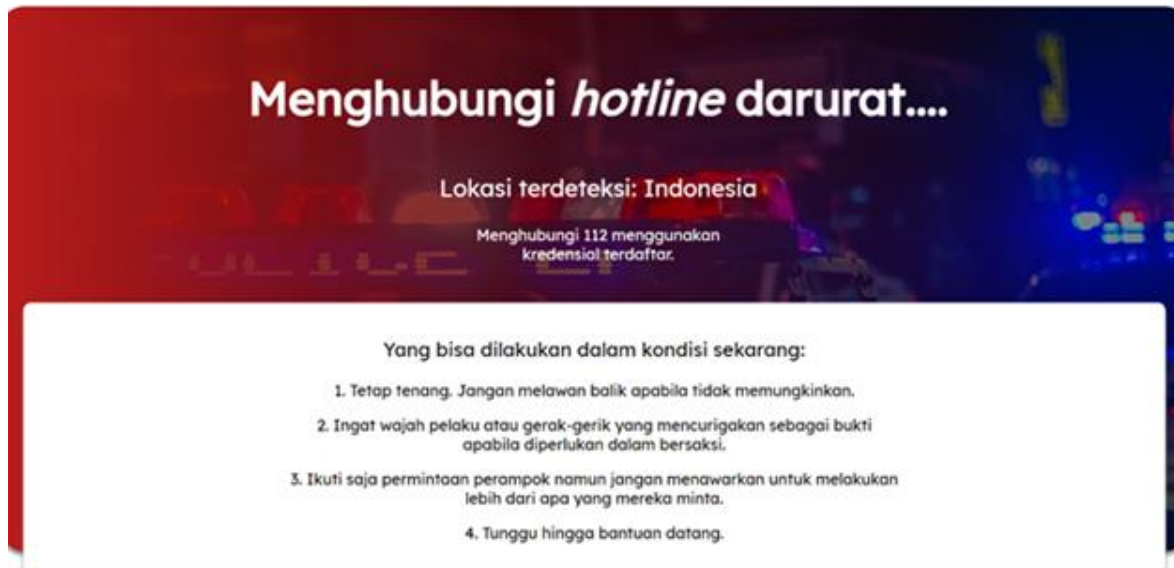 Menghubungi hotline darurat....
Lokasi terdeteksi: Indonesia
Menghubungi 112 menggunakan
kredensial terdaftar.
Yang bisa dilakukan dalam kondisi sekarang:
1. Tetap tenang. Jangan melawan balik apabila tidak memungkinkan.
2. Ingat wajah pelaku atau gerak-gerik yang mencurigakan sebagai bukti
apabila diperlukan dalam bersaksi.
3. Ikuti saja permintaan perampok namun jangan menawarkan untuk melakukan
lebih dari apa yang mereka minta.
4. Tunggu hingga bantuan datang.